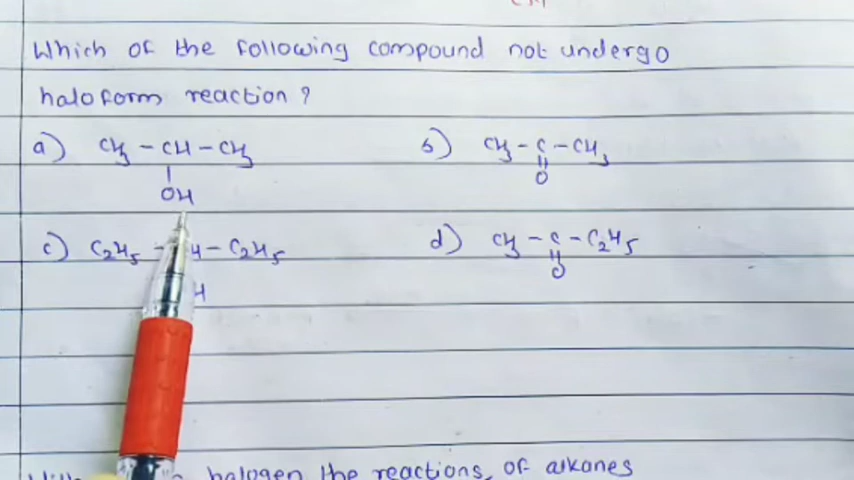 Which of the following compound not undergo
haloform reaction ?
a) CH3 - CH - CH3
OH
b) CH3 - C - CH3
O
c) C2H5 - H - C2H5
H
d) CH3 - C - C2H5
O
halogen the reactions, of alkanes